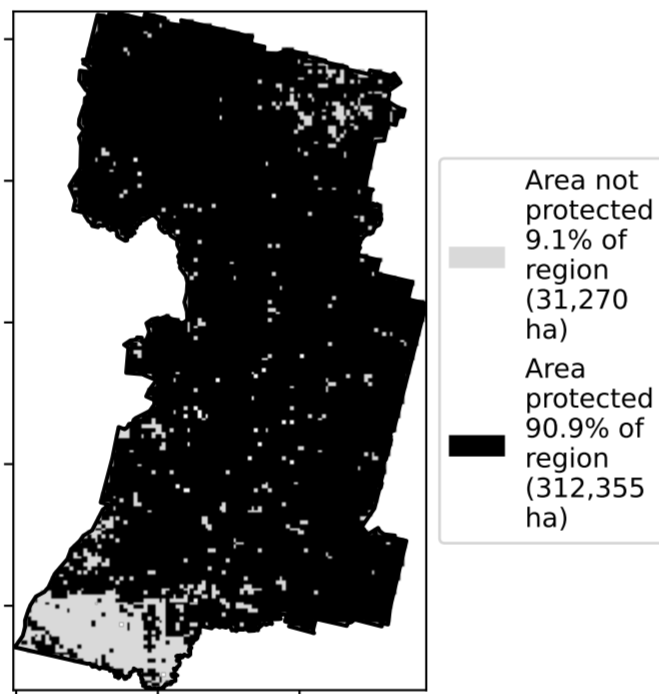 Area not
protected
9.1% of
region
(31,270
ha)
Area
protected
90.9% of
region
(312,355
ha)